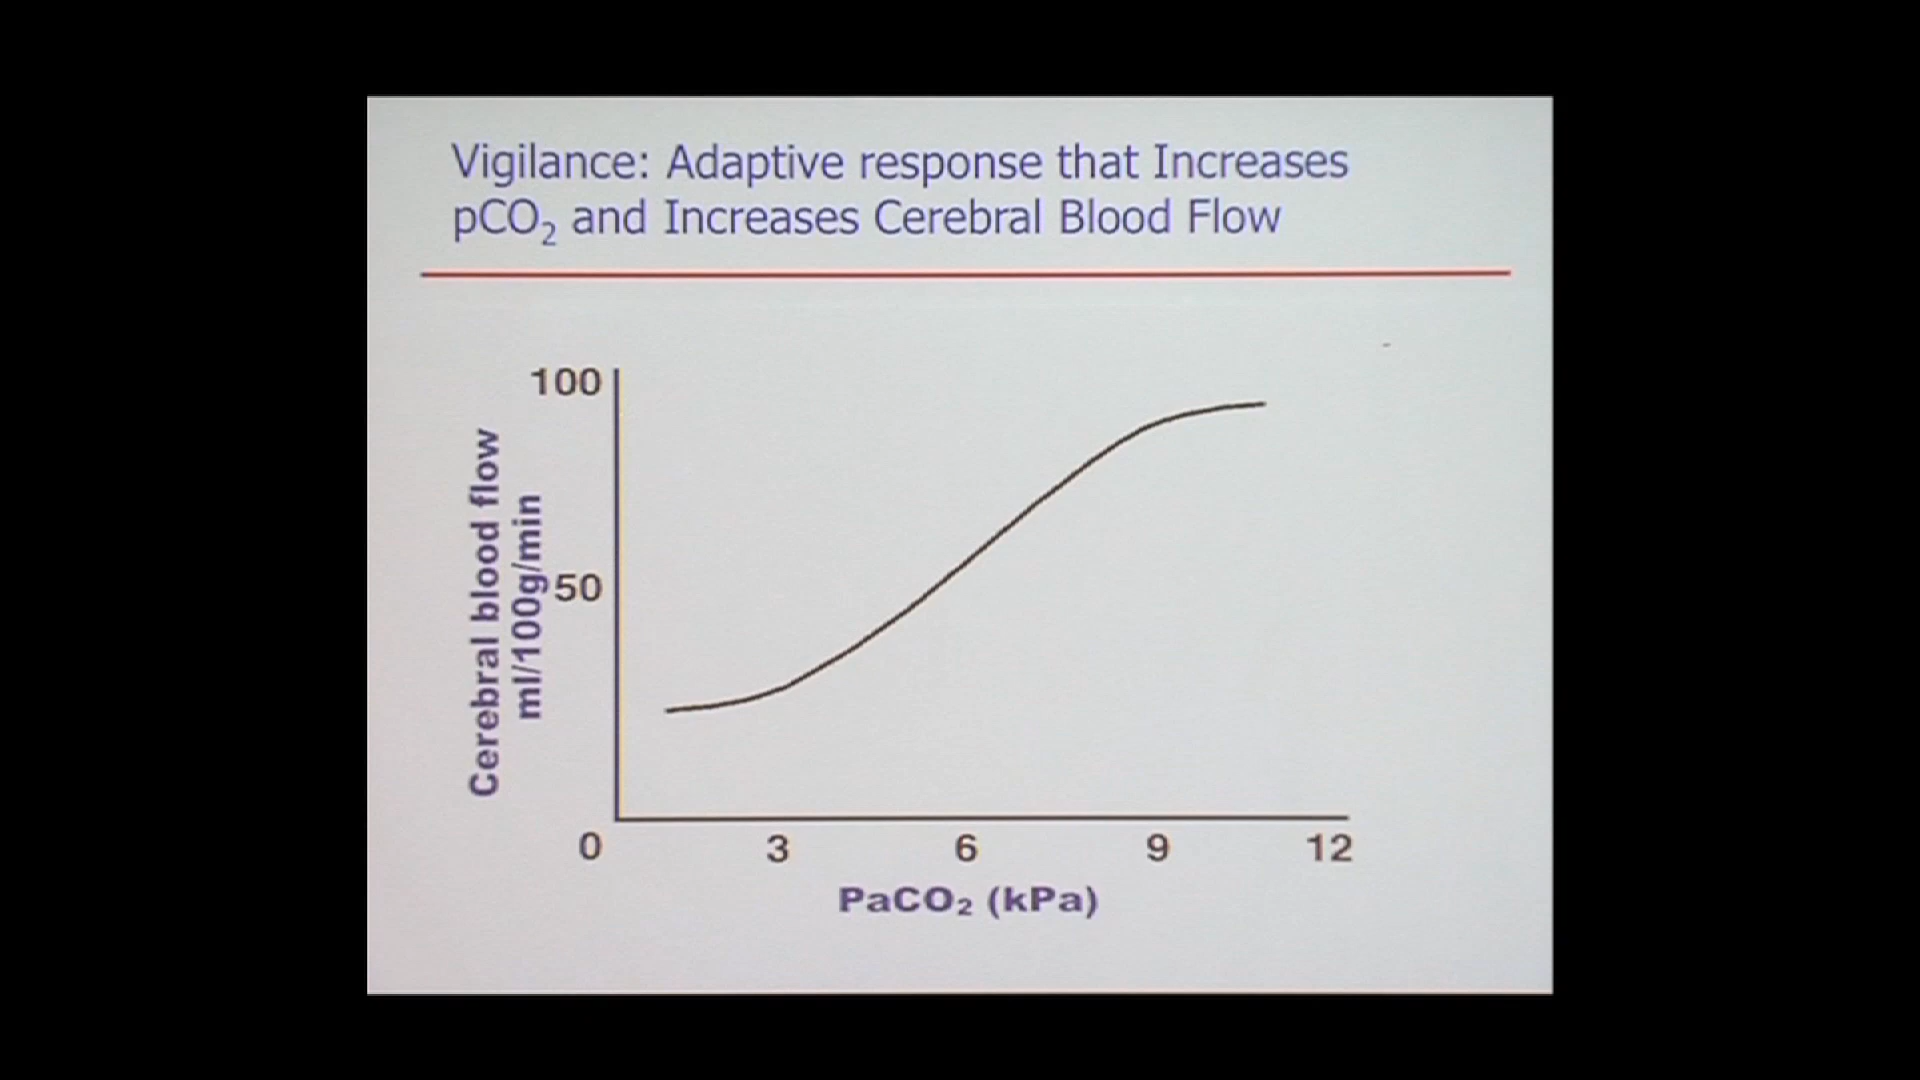 Vigilance: Adaptive response that Increases
pCO₂ and Increases Cerebral Blood Flow
100
50
0
Cerebral blood flow
ml/100g/min
3
6
9
12
PaCO₂ (kPa)